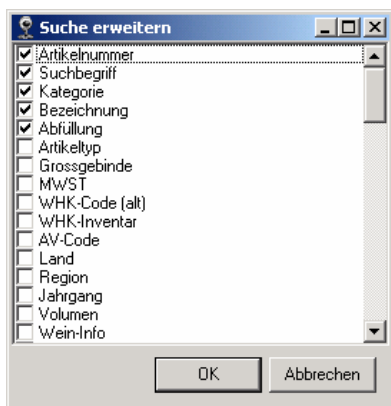 Suche erweitern
Artikelnummer
Suchbegriff
Kategorie
Bezeichnung
Abfüllung
Artikeltyp
Grossgebinde
MWST
WHK-Code (alt)
WHK-Inventar
AV-Code
Land
Region
Jahrgang
Volumen
Wein-Info
OK Abbrechen